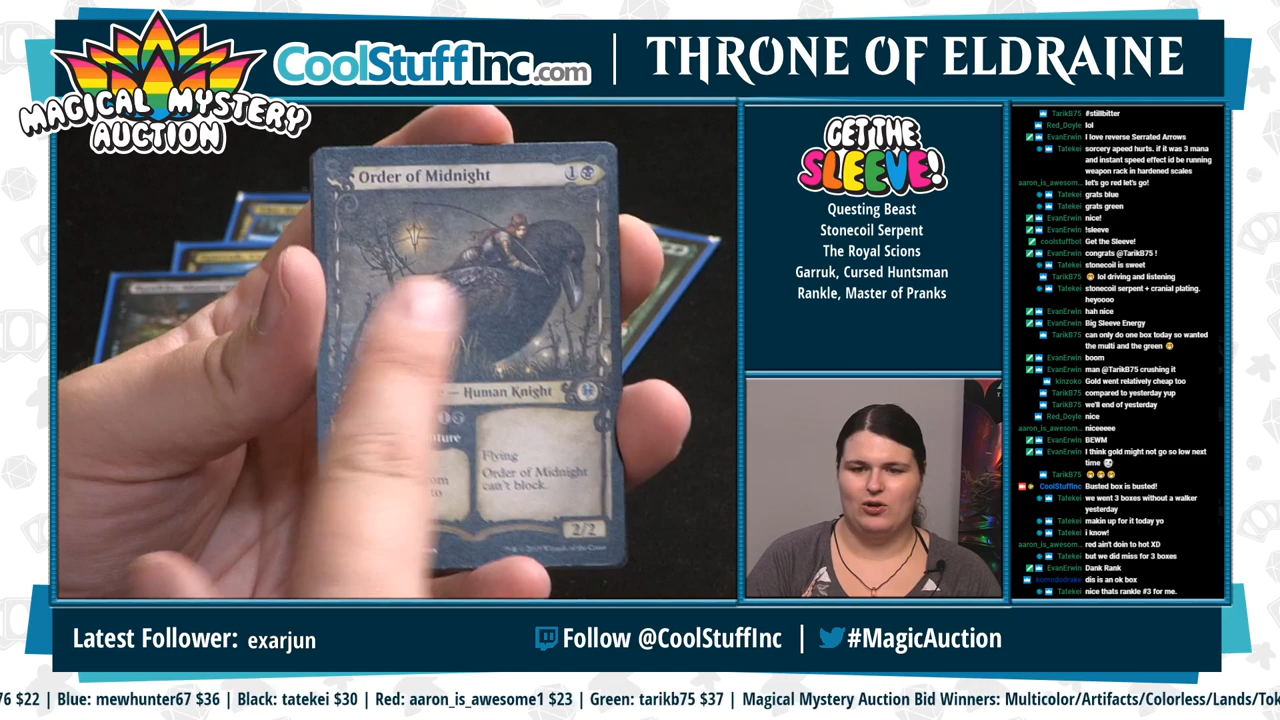 MAGICAL MYSTERY
AUCTION
CoolStuffInc.com
THRONE OF ELDRAINE
Order of Midnight
1
— Human Knight
1
Flying
Order of Midnight
can't block.
2/2
GET THE
SLEEVE!
Questing Beast
Stonecoil Serpent
The Royal Scions
Garruk, Cursed Huntsman
Rankle, Master of Pranks
TarikB75 #stillbitter
Red_Doyle lol
EvanErwin I love reverse Serrated Arrows
Tatekei sorcery apeed hurts. if it was 3 mana
and instant speed effect id be running
weapon rack in hardened scales
aaron_is_awesom... let's go red let's go!
Tatekei grats blue
Tatekei grats green
EvanErwin nice!
EvanErwin !sleeve
coolstuffbot Get the Sleeve!
EvanErwin congrats @TarikB75 !
Tatekei stonecoil is sweet
TarikB75 lol driving and listening
Tatekei stonecoil serpent + cranial plating.
heyoooo
EvanErwin hah nice
EvanErwin Big Sleeve Energy
TarikB75 can only do one box today so wanted
the multi and the green
EvanErwin boom
EvanErwin man @TarikB75 crushing it
kinzoko Gold went relatively cheap too
TarikB75 compared to yesterday yup
TarikB75 we'll end of yesterday
Red_Doyle nice
aaron_is_awesom... niceeeee
EvanErwin BEWM
EvanErwin I think gold might not go so low next
time
TarikB75
CoolStuffInc Busted box is busted!
Tatekei we went 3 boxes without a walker
yesterday
Tatekei makin up for it today yo
Tatekei i know!
aaron_is_awesom... red ain't doin to hot XD
Tatekei but we did miss for 3 boxes
EvanErwin Dank Rank
komododrake dis is an ok box
Tatekei nice thats rankle #3 for me.
Latest Follower: exarjun
Follow @CoolStuffInc | #MagicAuction
76 $22 | Blue: mewhunter67 $36 | Black: tatekei $30 | Red: aaron_is_awesome1 $23 | Green: tarikb75 $37 | Magical Mystery Auction Bid Winners: Multicolor/Artifacts/Colorless/Lands/Tok